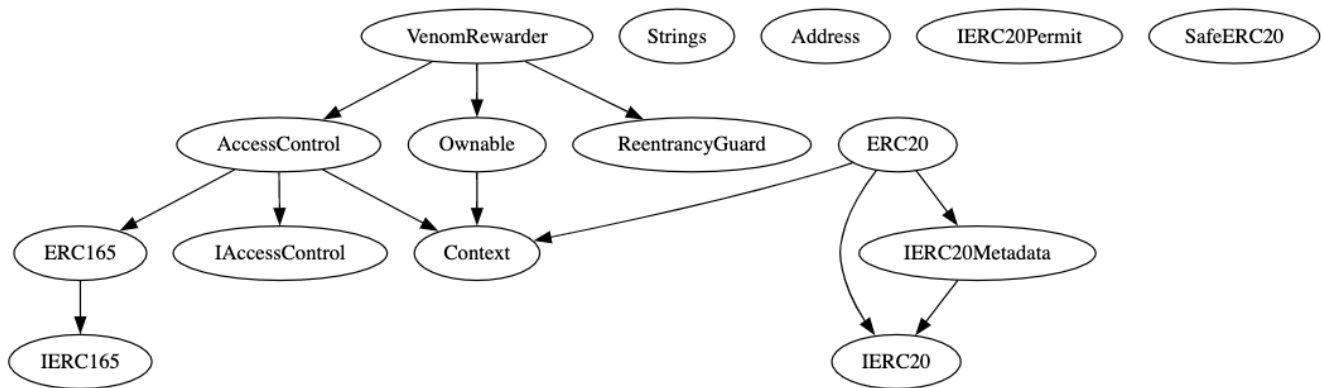 VenomRewarder
Strings
Address
IERC20Permit
SafeERC20
AccessControl
Ownable
ReentrancyGuard
ERC20
ERC165
IAccessControl
Context
IERC20Metadata
IERC165
IERC20